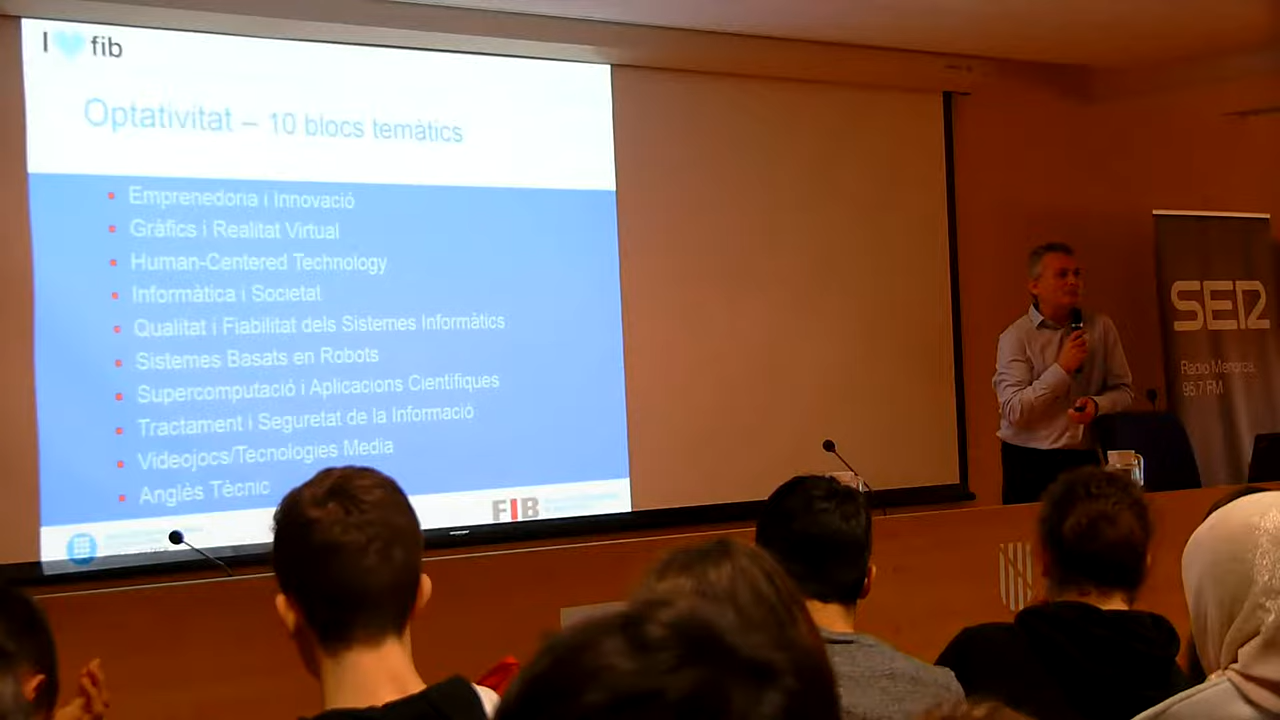 I fib
Optativitat – 10 blocs temàtics
Emprenedoria i Innovació
Gràfics i Realitat Virtual
Human-Centered Technology
Informàtica i Societat
Qualitat i Fiabilitat dels Sistemes Informàtics
Sistemes Basats en Robots
Supercomputació i Aplicacions Científiques
Tractament i Seguretat de la Informació
Videojocs/Tecnologies Media
Anglès Tècnic
FIB
SER
Radio Menorca,
95.7 FM